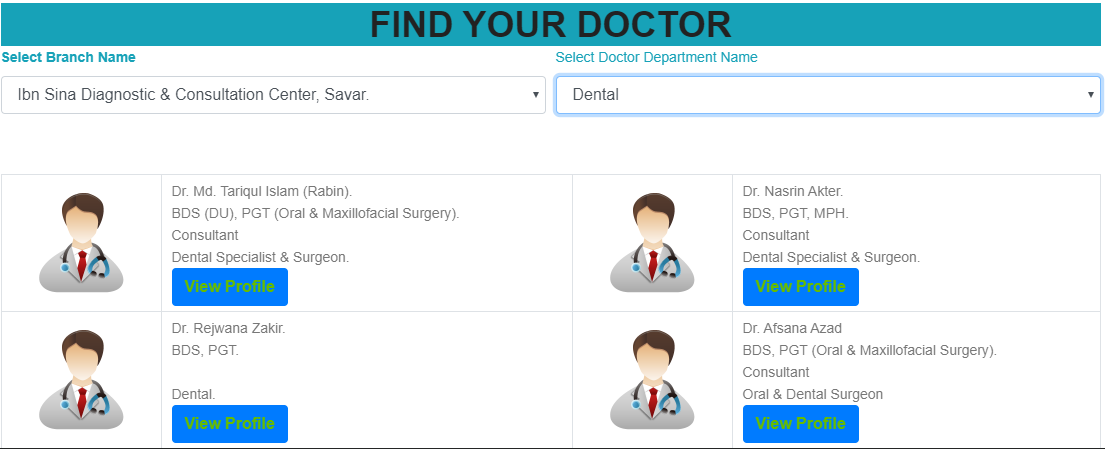 FIND YOUR DOCTOR
Select Branch Name
Select Doctor Department Name
Ibn Sina Diagnostic & Consultation Center, Savar.
Dental
Dr. Md. Tariqul Islam (Rabin).
BDS (DU), PGT (Oral & Maxillofacial Surgery).
Consultant
Dental Specialist & Surgeon.
View Profile
Dr. Nasrin Akter.
BDS, PGT, MPH.
Consultant
Dental Specialist & Surgeon.
View Profile
Dr. Rejwana Zakir.
BDS, PGT.
Dental.
View Profile
Dr. Afsana Azad
BDS, PGT (Oral & Maxillofacial Surgery).
Consultant
Oral & Dental Surgeon
View Profile